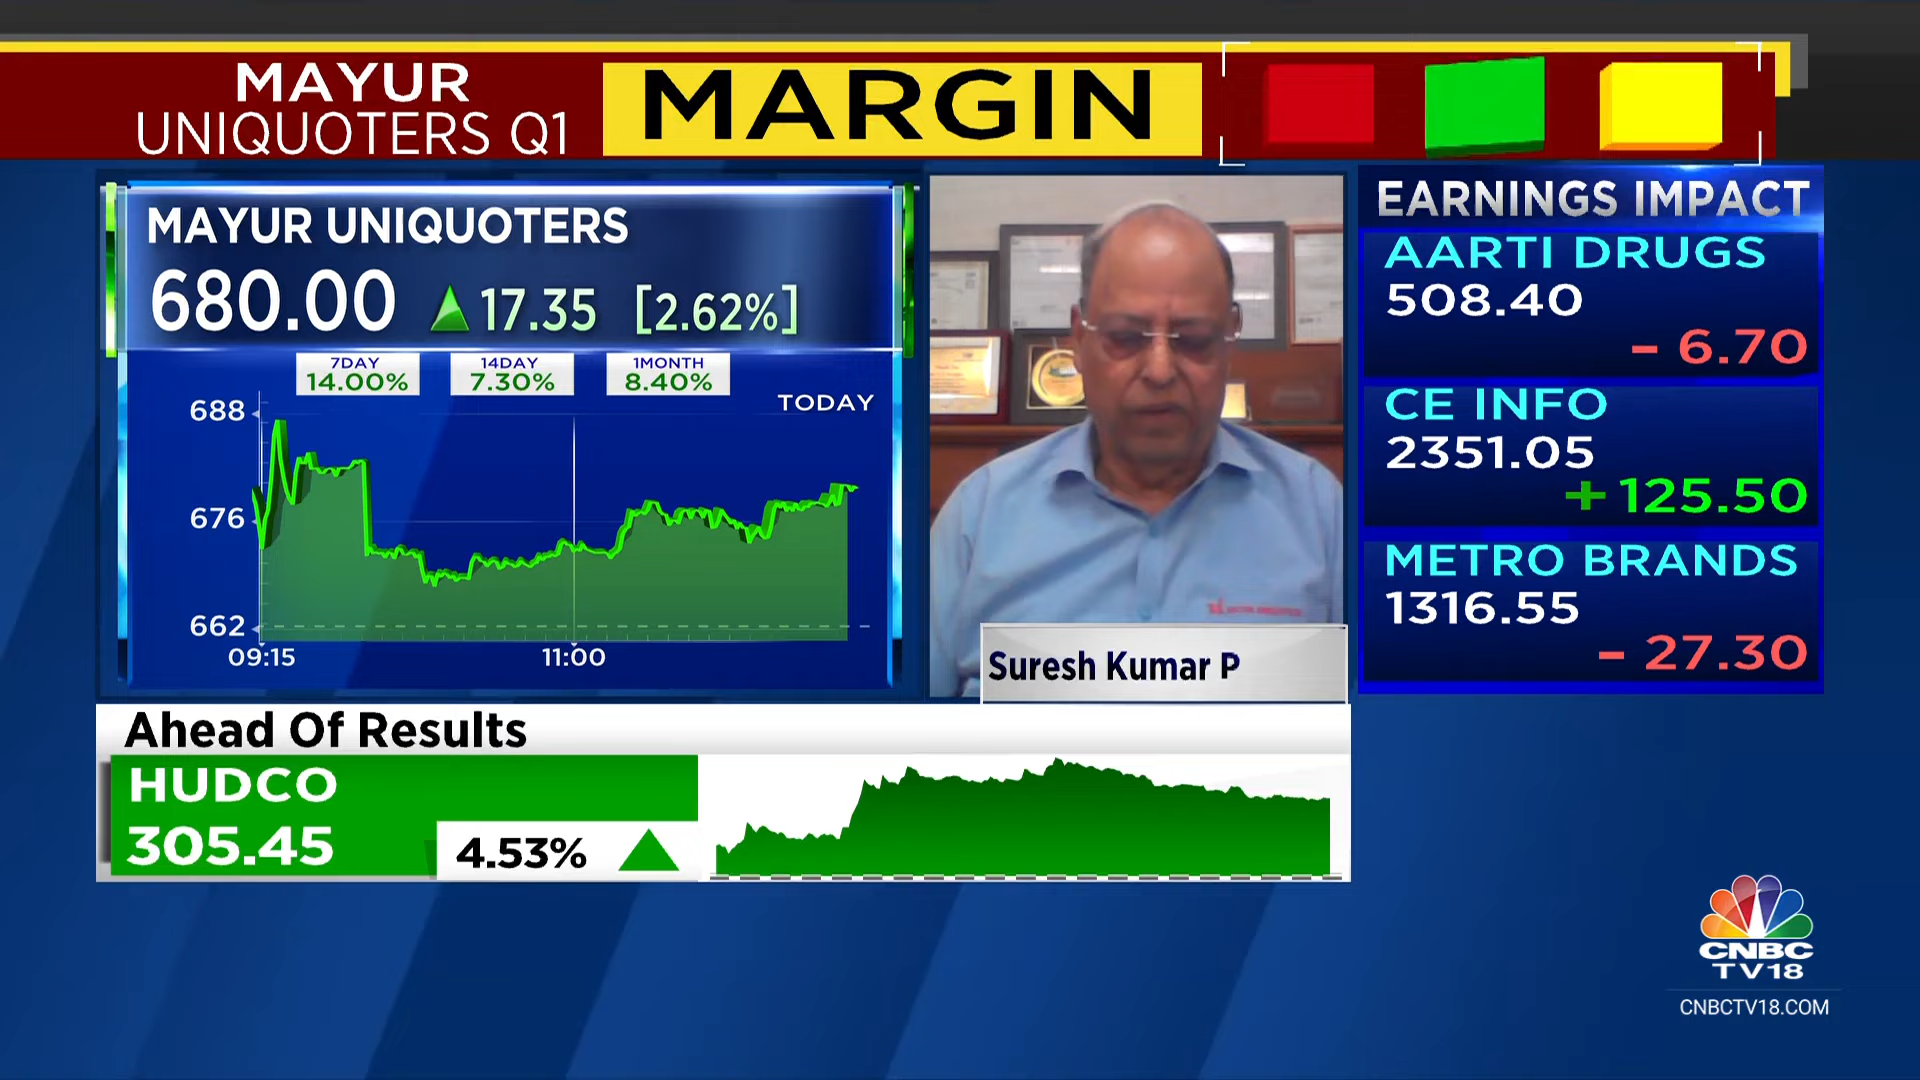 MAYUR
UNIQUOTERS Q1
MARGIN
MAYUR UNIQUOTERS
680.00 ▲ 17.35 [2.62%]
7DAY
14.00%
14DAY
7.30%
1MONTH
8.40%
TODAY
688
676
662
09:15
11:00
Suresh Kumar P
EARNINGS IMPACT
AARTI DRUGS
508.40
- 6.70
CE INFO
2351.05
+ 125.50
METRO BRANDS
1316.55
- 27.30
Ahead Of Results
HUDCO
305.45
4.53%
CNBC
TV18
CNBCTV18.COM